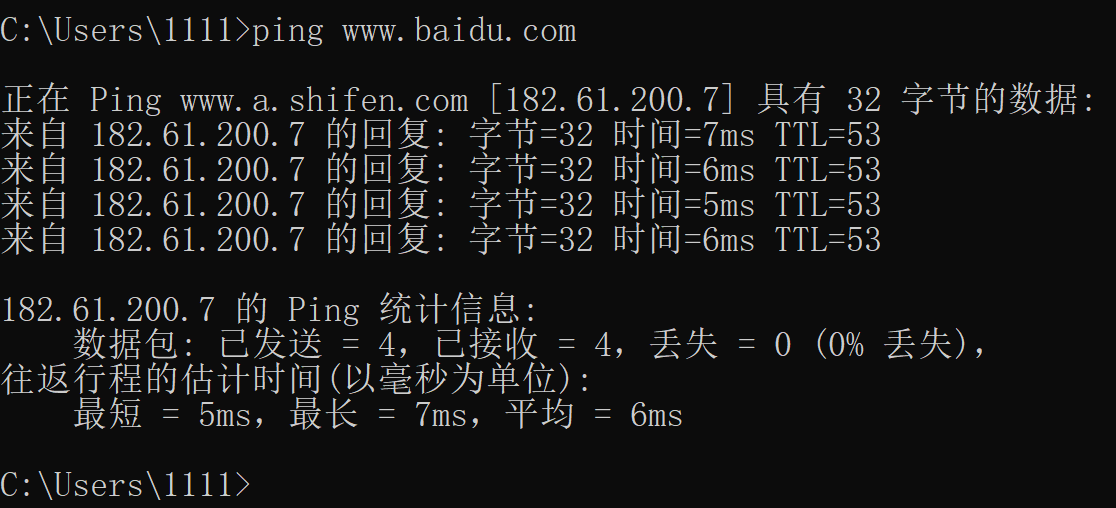 C:\Users\1111>ping www.baidu.com
正在 Ping www.a.shifen.com [182.61.200.7] 具有 32 字节的数据:
来自 182.61.200.7 的回复: 字节=32 时间=7ms TTL=53
来自 182.61.200.7 的回复: 字节=32 时间=6ms TTL=53
来自 182.61.200.7 的回复: 字节=32 时间=5ms TTL=53
来自 182.61.200.7 的回复: 字节=32 时间=6ms TTL=53
182.61.200.7 的 Ping 统计信息:
数据包: 已发送 = 4，已接收 = 4，丢失 = 0 (0% 丢失)，
往返行程的估计时间(以毫秒为单位):
最短 = 5ms，最长 = 7ms，平均 = 6ms
C:\Users\1111>